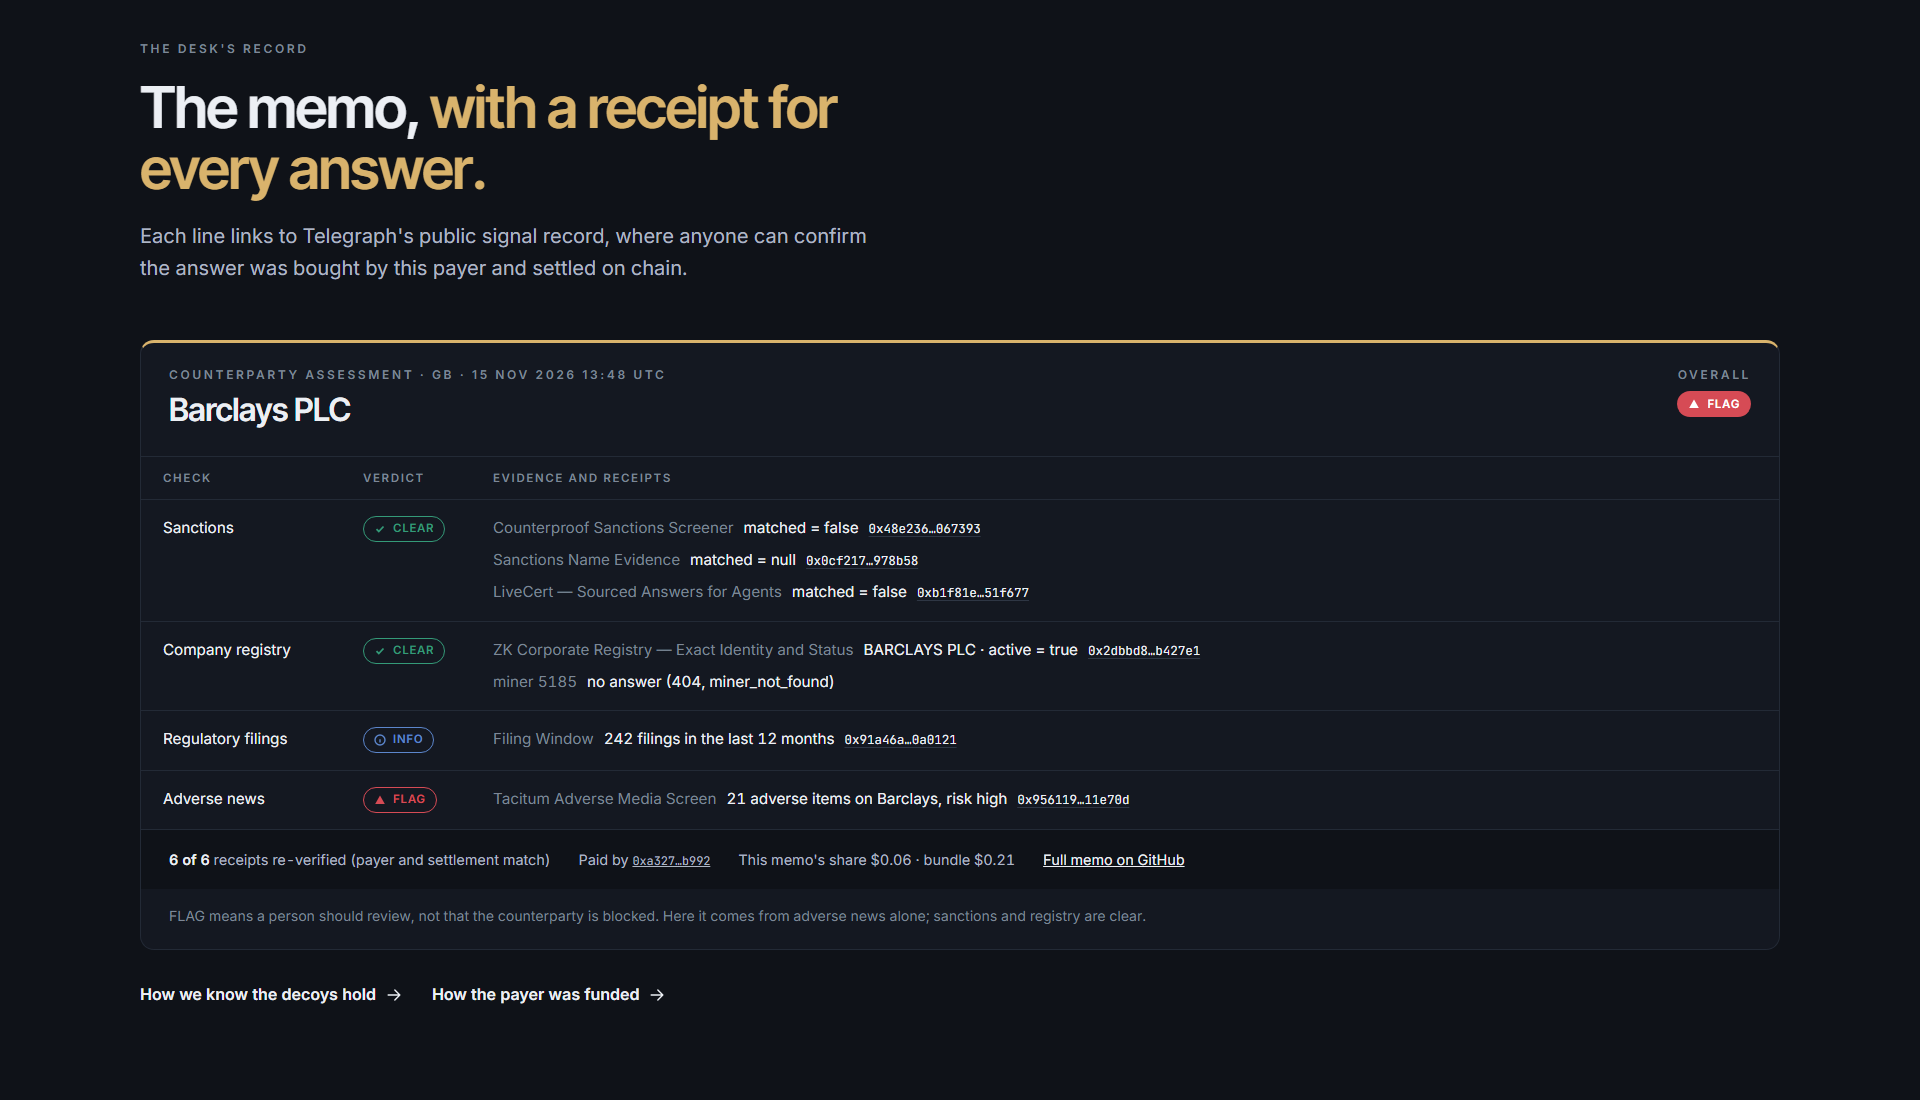 THE DESK'S RECORD
The memo, with a receipt for
every answer.
Each line links to Telegraph's public signal record, where anyone can confirm
the answer was bought by this payer and settled on chain.
COUNTERPARTY ASSESSMENT · GB · 15 NOV 2026 13:48 UTC
OVERALL
Barclays PLC
FLAG
CHECK VERDICT EVIDENCE AND RECEIPTS
Sanctions CLEAR Counterproof Sanctions Screener matched = false 0x48e236…067393
Sanctions Name Evidence matched = null 0x0cf217…978b58
LiveCert — Sourced Answers for Agents matched = false 0xb1f81e…51f677
Company registry CLEAR ZK Corporate Registry — Exact Identity and Status BARCLAYS PLC · active = true 0x2dbbd8…b427e1
miner 5185 no answer (404, miner_not_found)
Regulatory filings INFO Filing Window 242 filings in the last 12 months 0x91a46a…0a0121
Adverse news FLAG Tacitum Adverse Media Screen 21 adverse items on Barclays, risk high 0x956119…11e70d
6 of 6 receipts re-verified (payer and settlement match) Paid by 0xa327…b992 This memo's share $0.06 · bundle $0.21 Full memo on GitHub
FLAG means a person should review, not that the counterparty is blocked. Here it comes from adverse news alone; sanctions and registry are clear.
How we know the decoys hold → How the payer was funded →